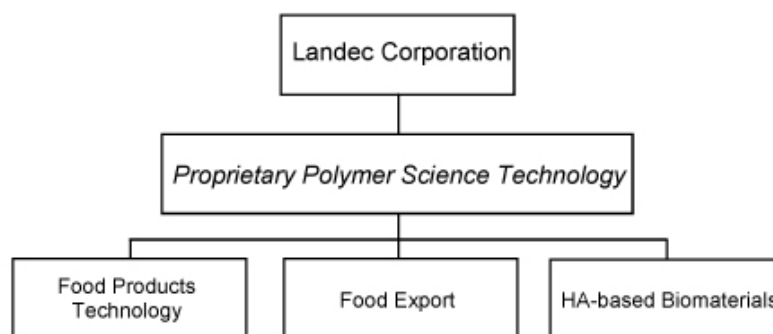 Landec Corporation
Proprietary Polymer Science Technology
Food Products
Technology
Food Export
HA-based Biomaterials